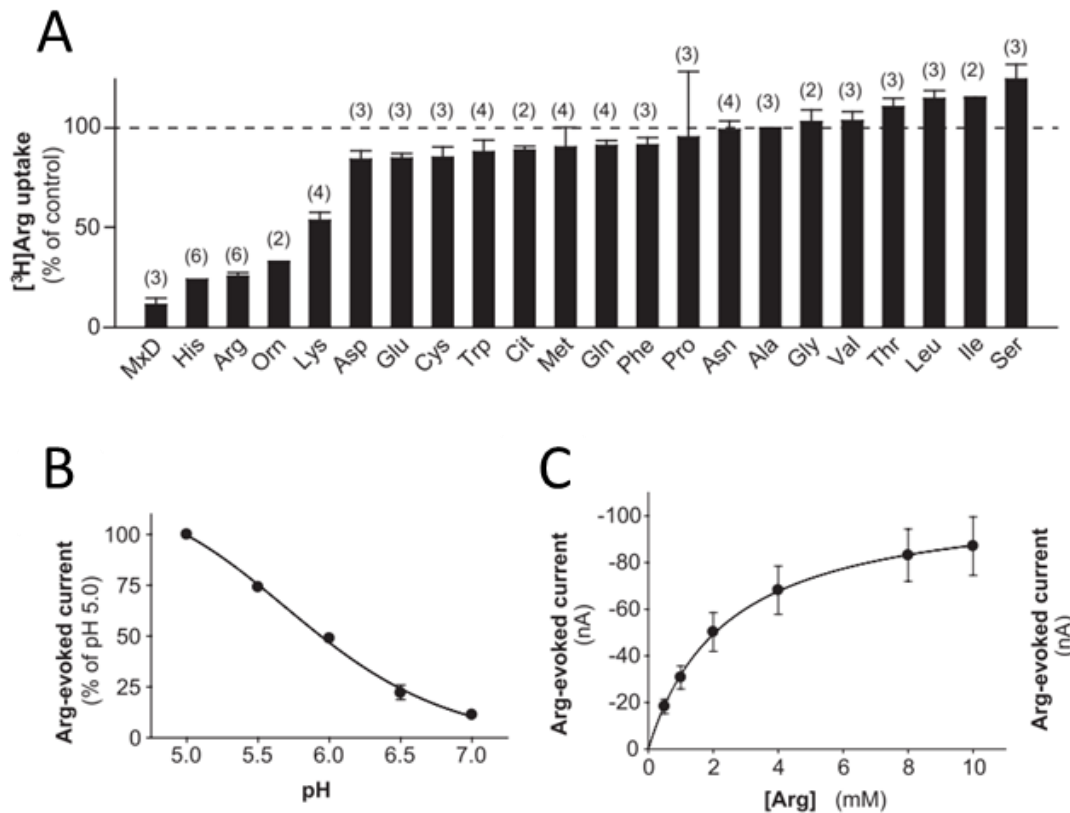 A
[³H]Arg uptake
(% of control)
100
50
0
(3)
(6)
(6)
(2)
(4)
(3)
(3)
(3)
(4)
(2)
(4)
(4)
(3)
(3)
(4)
(3)
(2)
(3)
(3)
(3)
(2)
(3)
MxD
His
Arg
Orn
Lys
Asp
Glu
Cys
Trp
Cit
Met
Gln
Phe
Pro
Asn
Ala
Gly
Val
Thr
Leu
Ile
Ser
B
Arg-evoked current
(% of pH 5.0)
100
75
50
25
0
5.0
5.5
6.0
6.5
7.0
pH
C
Arg-evoked current
(nA)
-100
-80
-60
-40
-20
0
0
2
4
6
8
10
[Arg] (mM)
Arg-evoked current
(nA)